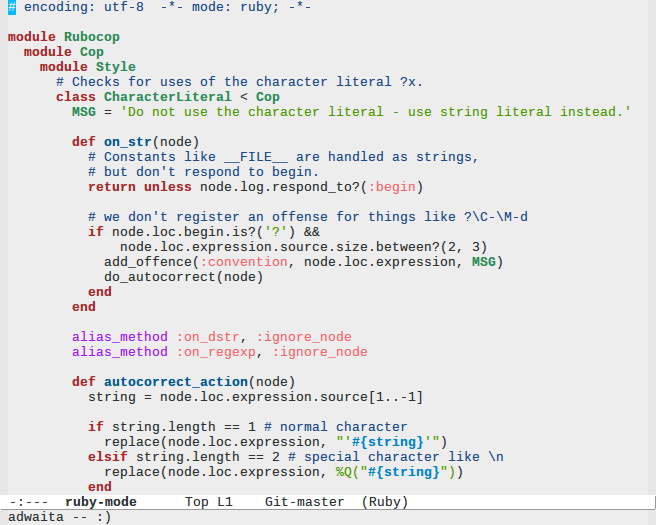 # encoding: utf-8  -*- mode: ruby; -*-

module Rubocop
  module Cop
    module Style
      # Checks for uses of the character literal ?x.
      class CharacterLiteral < Cop
        MSG = 'Do not use the character literal - use string literal instead.'

        def on_str(node)
          # Constants like __FILE__ are handled as strings,
          # but don't respond to begin.
          return unless node.log.respond_to?(:begin)

          # we don't register an offense for things like ?\C-\M-d
          if node.loc.begin.is?('?') &&
              node.loc.expression.source.size.between?(2, 3)
            add_offence(:convention, node.loc.expression, MSG)
            do_autocorrect(node)
          end
        end

        alias_method :on_dstr, :ignore_node
        alias_method :on_regexp, :ignore_node

        def autocorrect_action(node)
          string = node.loc.expression.source[1..-1]

          if string.length == 1 # normal character
            replace(node.loc.expression, "'#{string}'")
          elsif string.length == 2 # special character like \n
            replace(node.loc.expression, %Q("#{string}"))
          end
-:---  ruby-mode      Top L1    Git-master  (Ruby)
adwaita -- :)